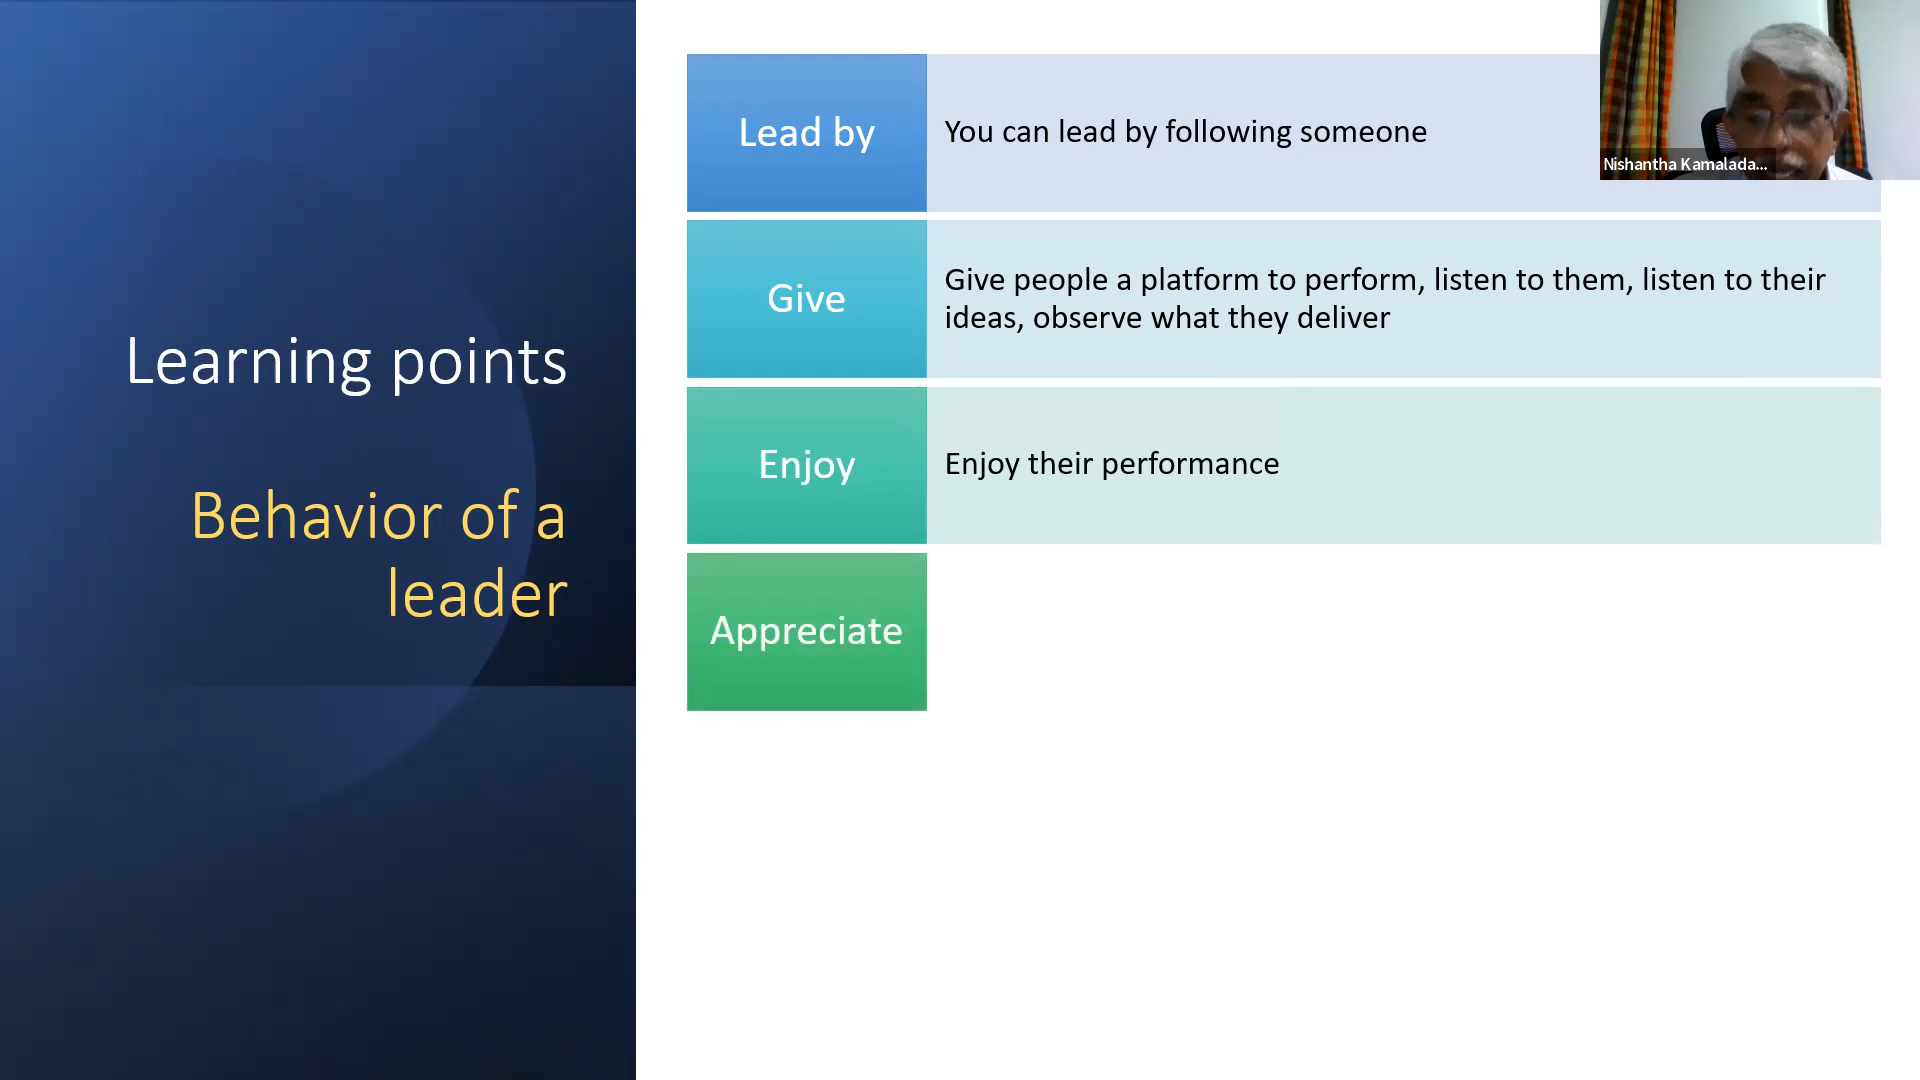 Learning points
Behavior of a
leader
Lead by
You can lead by following someone
Give
Give people a platform to perform, listen to them, listen to their
ideas, observe what they deliver
Enjoy
Enjoy their performance
Appreciate
Nishantha Kamalada...